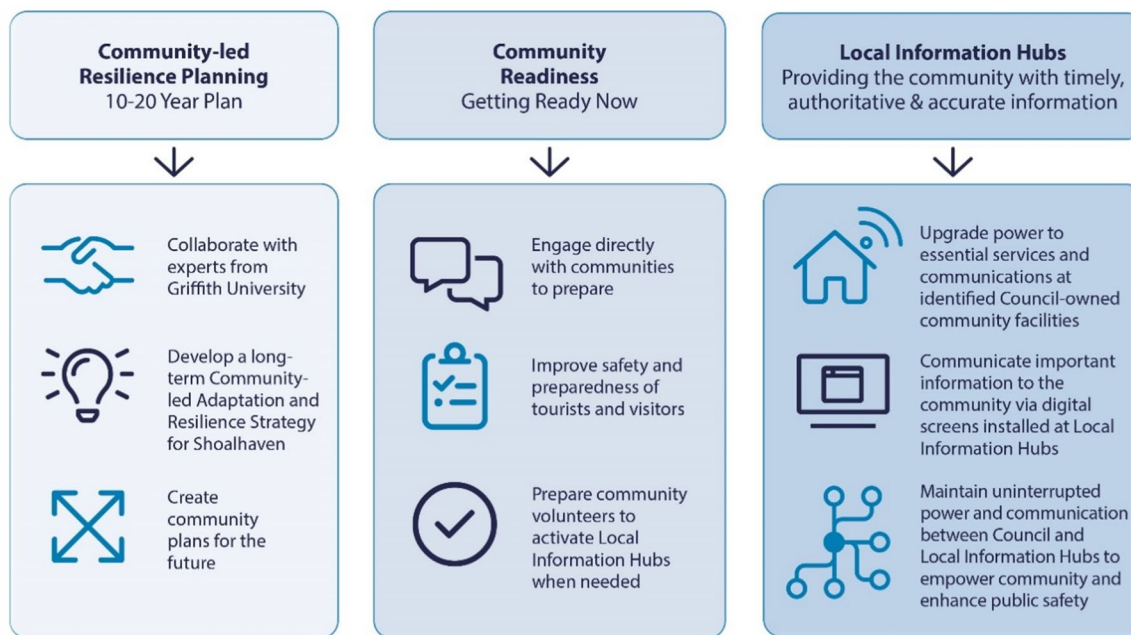 Community-led
Resilience Planning
10-20 Year Plan
Collaborate with
experts from
Griffith University
Develop a long-
term Community-
led Adaptation and
Resilience Strategy
for Shoalhaven
Create
community
plans for the
future
Community
Readiness
Getting Ready Now
Engage directly
with communities
to prepare
Improve safety and
preparedness of
tourists and visitors
Prepare community
volunteers to
activate Local
Information Hubs
when needed
Local Information Hubs
Providing the community with timely,
authoritative & accurate information
Upgrade power to
essential services and
communications at
identified Council-owned
community facilities
Communicate important
information to the
community via digital
screens installed at Local
Information Hubs
Maintain uninterrupted
power and communication
between Council and
Local Information Hubs to
empower community and
enhance public safety